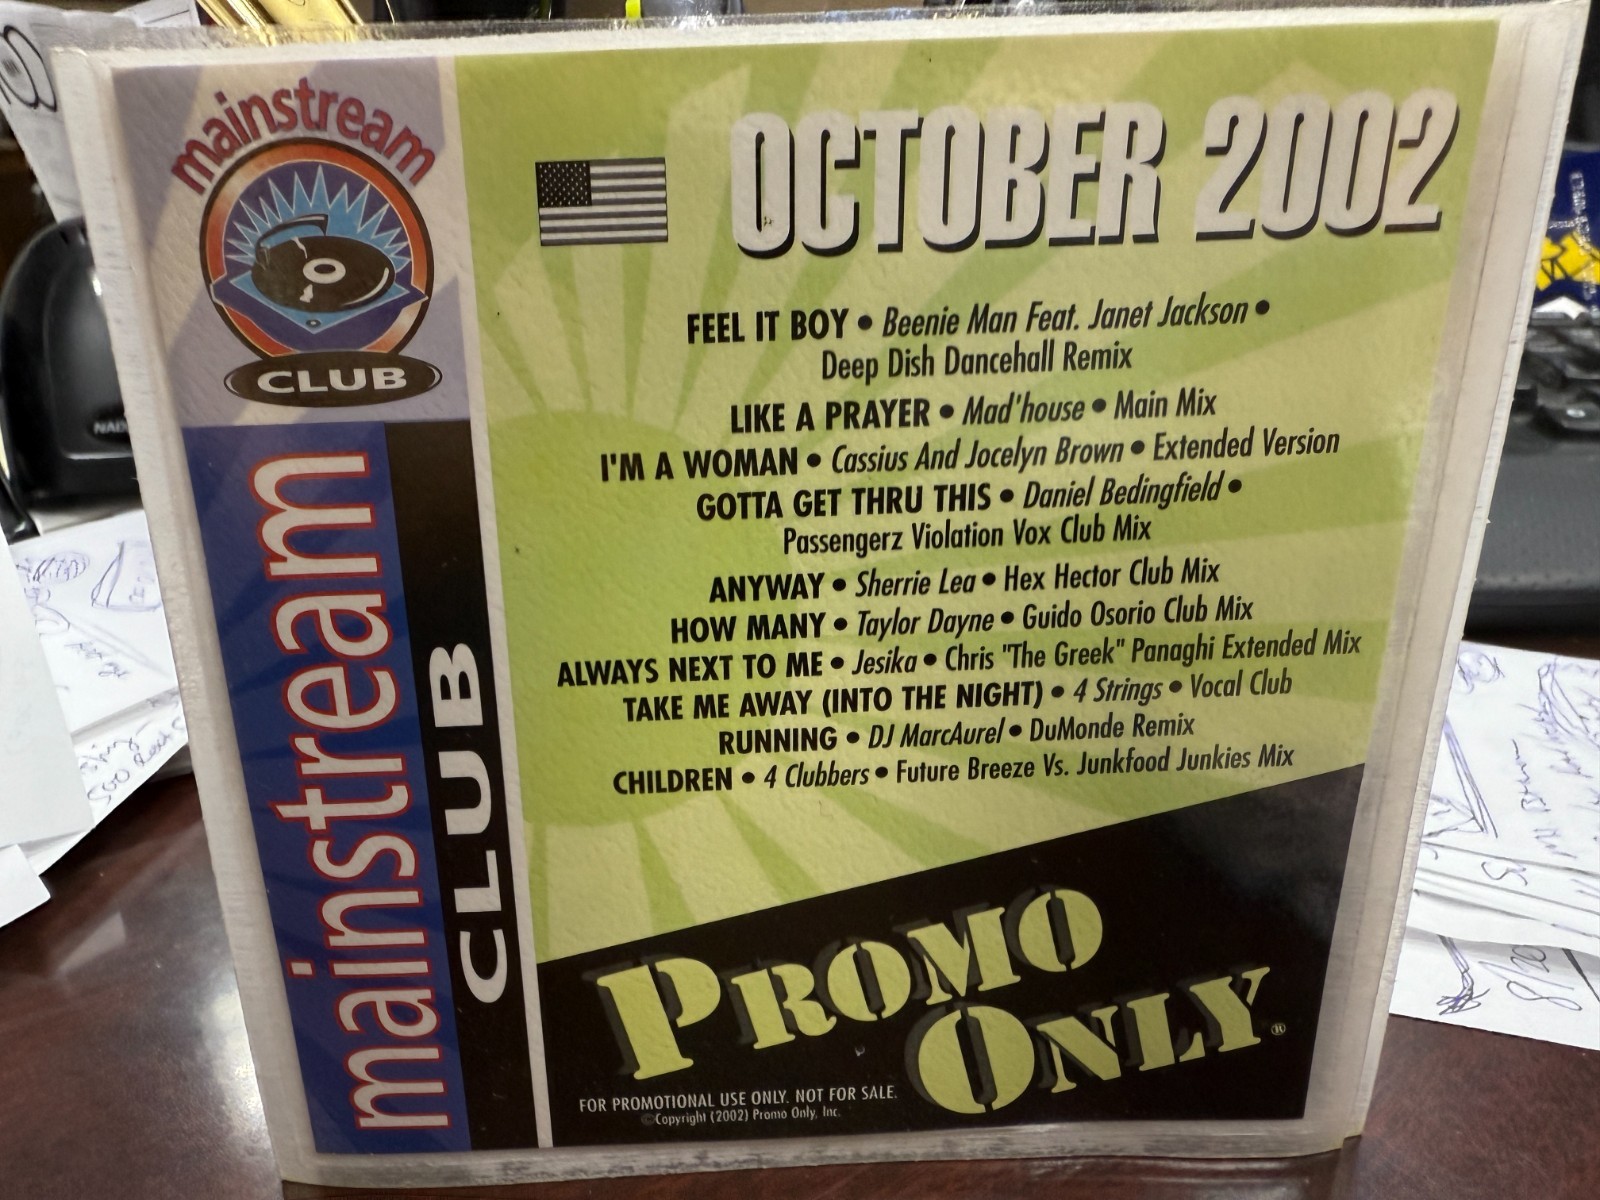 mainstream
CLUB
mainstream
CLUB
OCTOBER 2002
FEEL IT BOY • Beenie Man Feat. Janet Jackson •
Deep Dish Dancehall Remix
LIKE A PRAYER • Mad'house • Main Mix
I'M A WOMAN • Cassius And Jocelyn Brown • Extended Version
GOTTA GET THRU THIS • Daniel Bedingfield •
Passengerz Violation Vox Club Mix
ANYWAY • Sherrie Lea • Hex Hector Club Mix
HOW MANY • Taylor Dayne • Guido Osorio Club Mix
ALWAYS NEXT TO ME • Jesika • Chris "The Greek" Panaghi Extended Mix
TAKE ME AWAY (INTO THE NIGHT) • 4 Strings • Vocal Club
RUNNING • DJ MarcAurel • DuMonde Remix
CHILDREN • 4 Clubbers • Future Breeze Vs. Junkfood Junkies Mix
PROMO
ONLY®
FOR PROMOTIONAL USE ONLY. NOT FOR SALE.
©Copyright (2002) Promo Only, Inc.